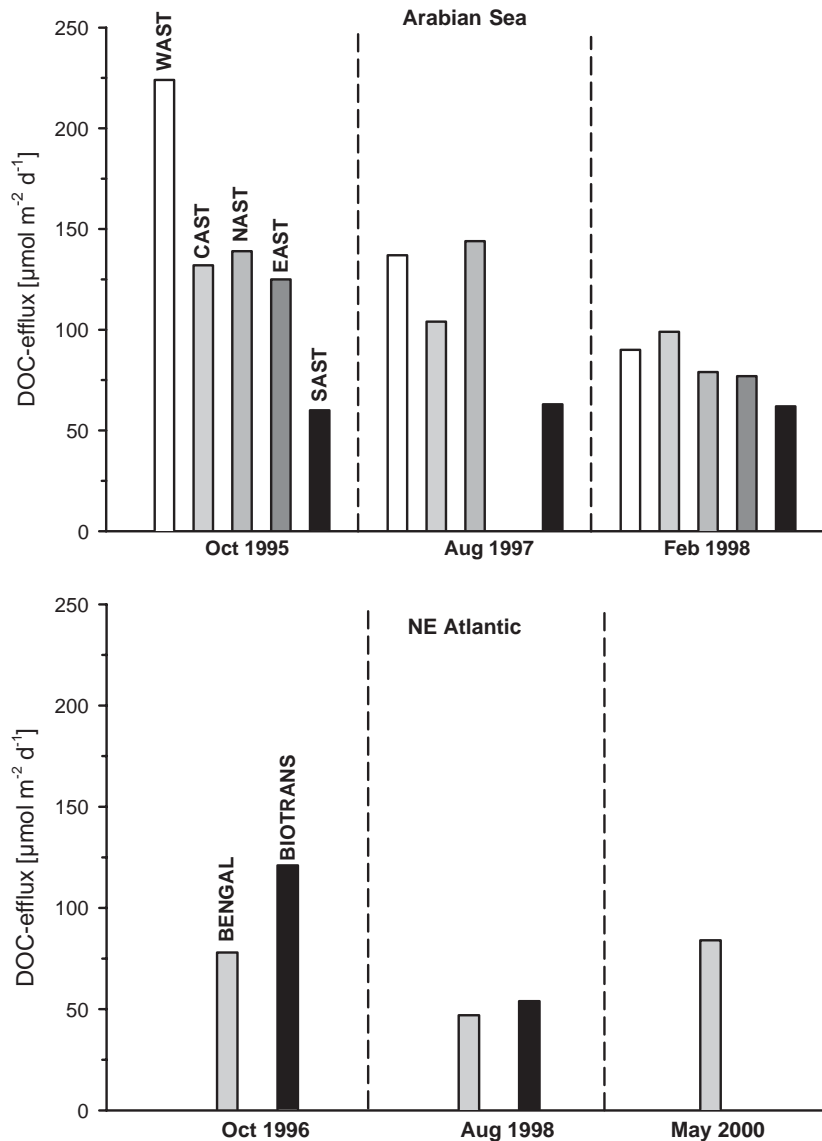 Arabian Sea
250
200
150
100
50
0
DOC-efflux [µmol m-2 d-1]
WAST
CAST
NAST
EAST
SAST
Oct 1995
Aug 1997
Feb 1998
NE Atlantic
250
200
150
100
50
0
DOC-efflux [µmol m-2 d-1]
BENGAL
BIOTRANS
Oct 1996
Aug 1998
May 2000